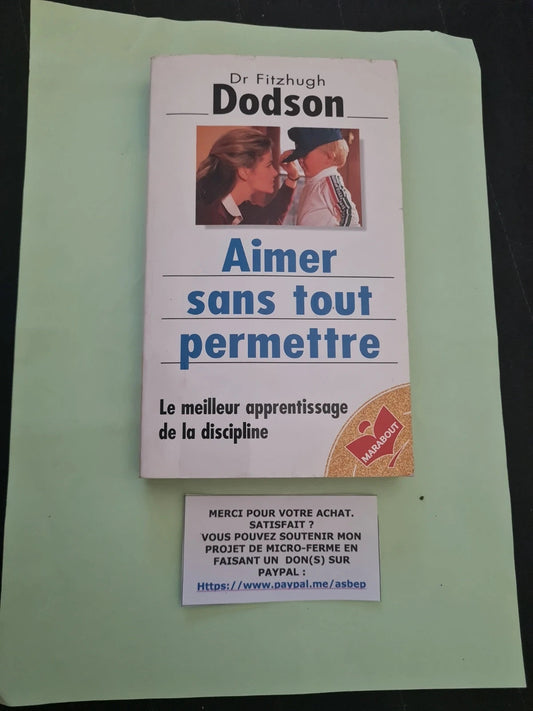 Dr Fitzhugh
Dodson
Aimer
sans tout
permettre
Le meilleur apprentissage
de la discipline
MARABOUT
MERCI POUR VOTRE ACHAT.
SATISFAIT ?
VOUS POUVEZ SOUTENIR MON
PROJET DE MICRO-FERME EN
FAISANT UN  DON(S) SUR
PAYPAL :
Https://www.paypal.me/asbep